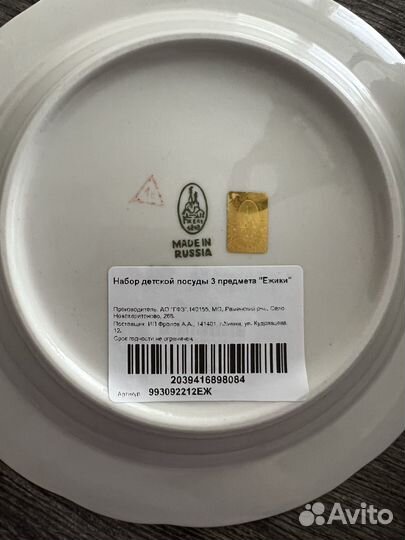 MADE IN
RUSSIA
Набор детской посуды 3 предмета "Ежики"
Производитель: АО "ГФЗ", 140155, МО, Раменский р-н., Село
Новохаритоново, 265.
Поставщик: ИП Фролов А.А., 141401, г.Химки, ул. Кудрявцева,
12.
Срок годности не ограничен.
2039416898084
Артикул: 993092212ЕЖ
Avito